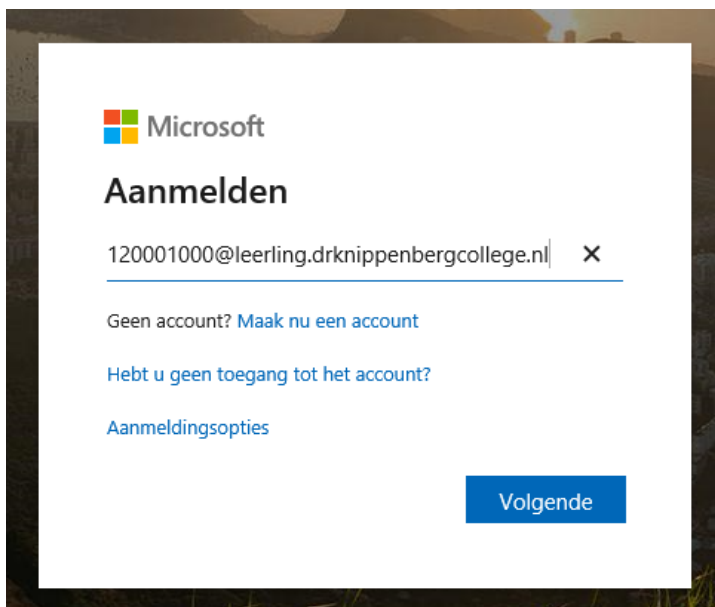 Microsoft
Aanmelden
120001000@leerling.drknippenbergcollege.nl
Geen account? Maak nu een account
Hebt u geen toegang tot het account?
Aanmeldingsopties
Volgende